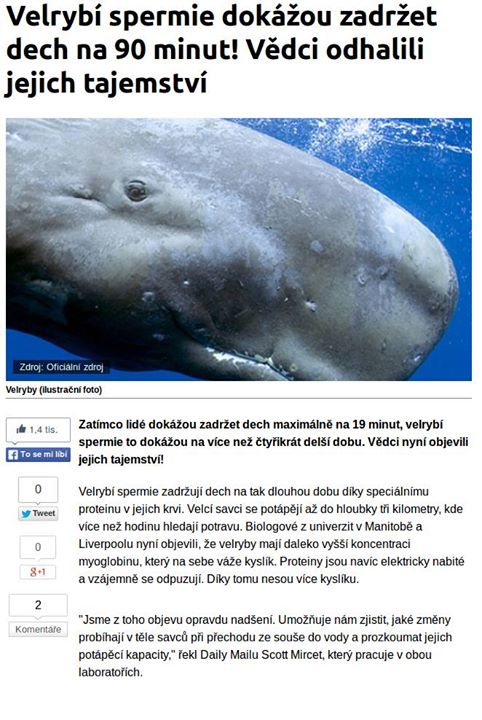 Velrybí spermie dokážou zadržet
dech na 90 minut! Vědci odhalili
jejich tajemství
Zdroj: Oficiální zdroj
Velryby (ilustrační foto)
1,4 tis.
To se mi líbí
0
Tweet
0
g+1
2
Komentáře
Zatímco lidé dokážou zadržet dech maximálně na 19 minut, velrybí
spermie to dokážou na více než čtyřikrát delší dobu. Vědci nyní objevili
jejich tajemství!
Velrybí spermie zadržují dech na tak dlouhou dobu díky speciálnímu
proteinu v jejich krvi. Velcí savci se potápějí až do hloubky tří kilometry, kde
více než hodinu hledají potravu. Biologové z univerzit v Manitobě a
Liverpoolu nyní objevili, že velryby mají daleko vyšší koncentraci
myoglobinu, který na sebe váže kyslík. Proteiny jsou navíc elektricky nabité
a vzájemně se odpuzují. Díky tomu nesou více kyslíku.
"Jsme z toho objevu opravdu nadšení. Umožňuje nám zjistit, jaké změny
probíhají v těle savců při přechodu ze souše do vody a prozkoumat jejich
potápěcí kapacity," řekl Daily Mailu Scott Mircet, který pracuje v obou
laboratořích.